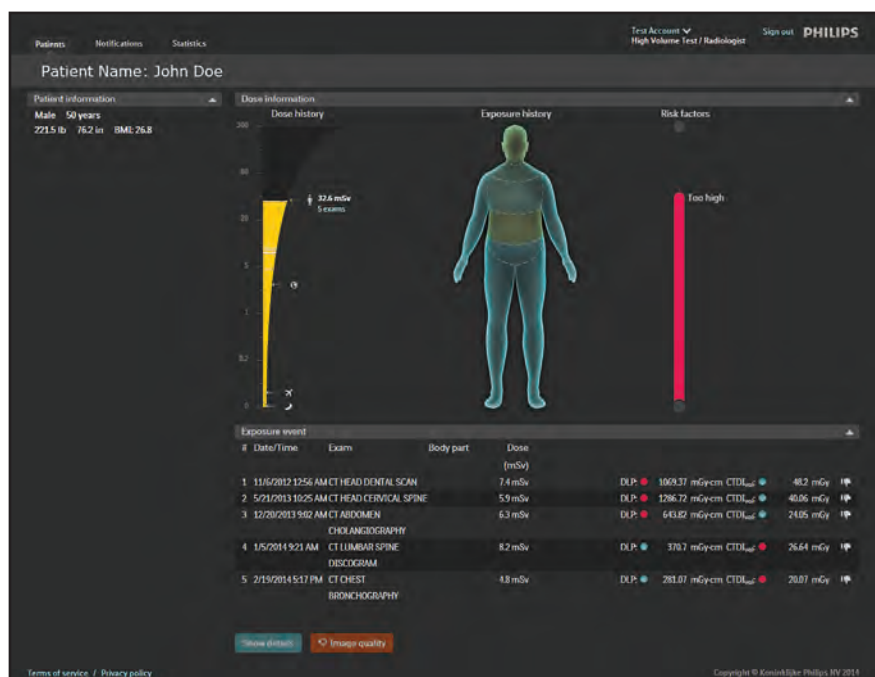 Test Account Sign out PHILIPS
High Volume Test / Radiologist
Patients Notifications Statistics
Patient Name: John Doe
Patient information
Male 50 years
221.5 lb 76.2 in BMI: 26.8
Dose information
Dose history Exposure history Risk factors
32.6 mSv
5 exams
20
5
1
0.2
0
Too high
Exposure event
# Date/Time Exam Body part Dose
(mSv)
1 11/6/2012 12:56 AM CT HEAD DENTAL SCAN 7.4 mSv DLP: 1069.37 mGy·cm CTDIvol: 48.2 mGy
2 5/21/2013 10:25 AM CT HEAD CERVICAL SPINE 5.9 mSv DLP: 1286.72 mGy·cm CTDIvol: 40.06 mGy
3 12/20/2013 9:02 AM CT ABDOMEN 6.3 mSv DLP: 643.82 mGy·cm CTDIvol: 24.05 mGy
CHOLANGIOGRAPHY
4 1/5/2014 9:21 AM CT LUMBAR SPINE 8.2 mSv DLP: 370.7 mGy·cm CTDIvol: 26.64 mGy
DISCOGRAM
5 2/19/2014 5:17 PM CT CHEST 4.8 mSv DLP: 281.07 mGy·cm CTDIvol: 20.07 mGy
BRONCHOGRAPHY
Show details Image quality
Terms of service / Privacy policy Copyright © Koninklijke Philips NV 2014